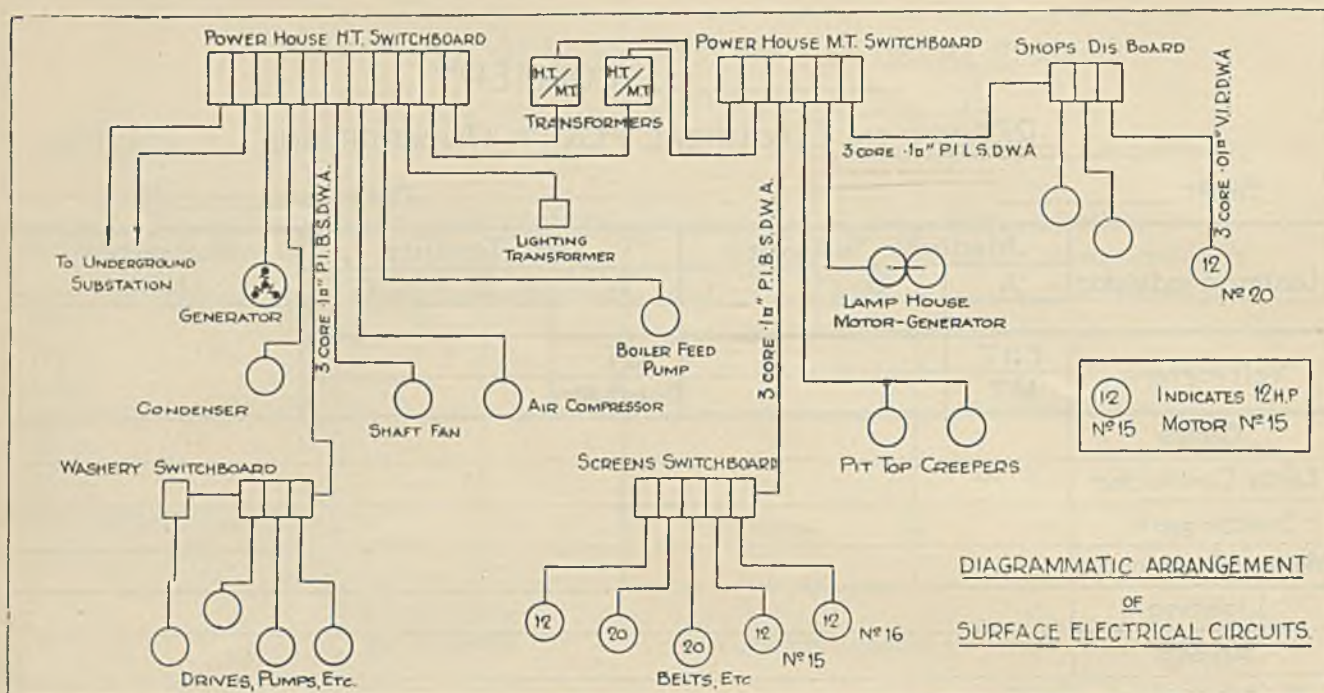 POWER HOUSE H.T. SWITCHBOARD
H.T. / M.T.
H.T. / M.T.
TRANSFORMERS
POWER HOUSE M.T. SWITCHBOARD
SHOPS DIS BOARD
3 CORE ·1□" P.I.L.S.D.W.A
3 CORE ·01□" V.I.R.D.W.A
12
Nº 20
TO UNDERGROUND
SUBSTATION
GENERATOR
CONDENSER
3 CORE ·1□" P.I.B.S.D.W.A.
SHAFT FAN
AIR COMPRESSOR
LIGHTING
TRANSFORMER
BOILER FEED
PUMP
3 CORE ·1□" P.I.B.S.D.W.A.
LAMP HOUSE
MOTOR-GENERATOR
PIT TOP CREEPERS
12
Nº 15
INDICATES 12 H.P
MOTOR Nº 15
WASHERY SWITCHBOARD
DRIVES, PUMPS, ETC.
SCREENS SWITCHBOARD
12
20
20
12
Nº 15
12
Nº 16
BELTS, ETC
DIAGRAMMATIC ARRANGEMENT
OF
SURFACE ELECTRICAL CIRCUITS.